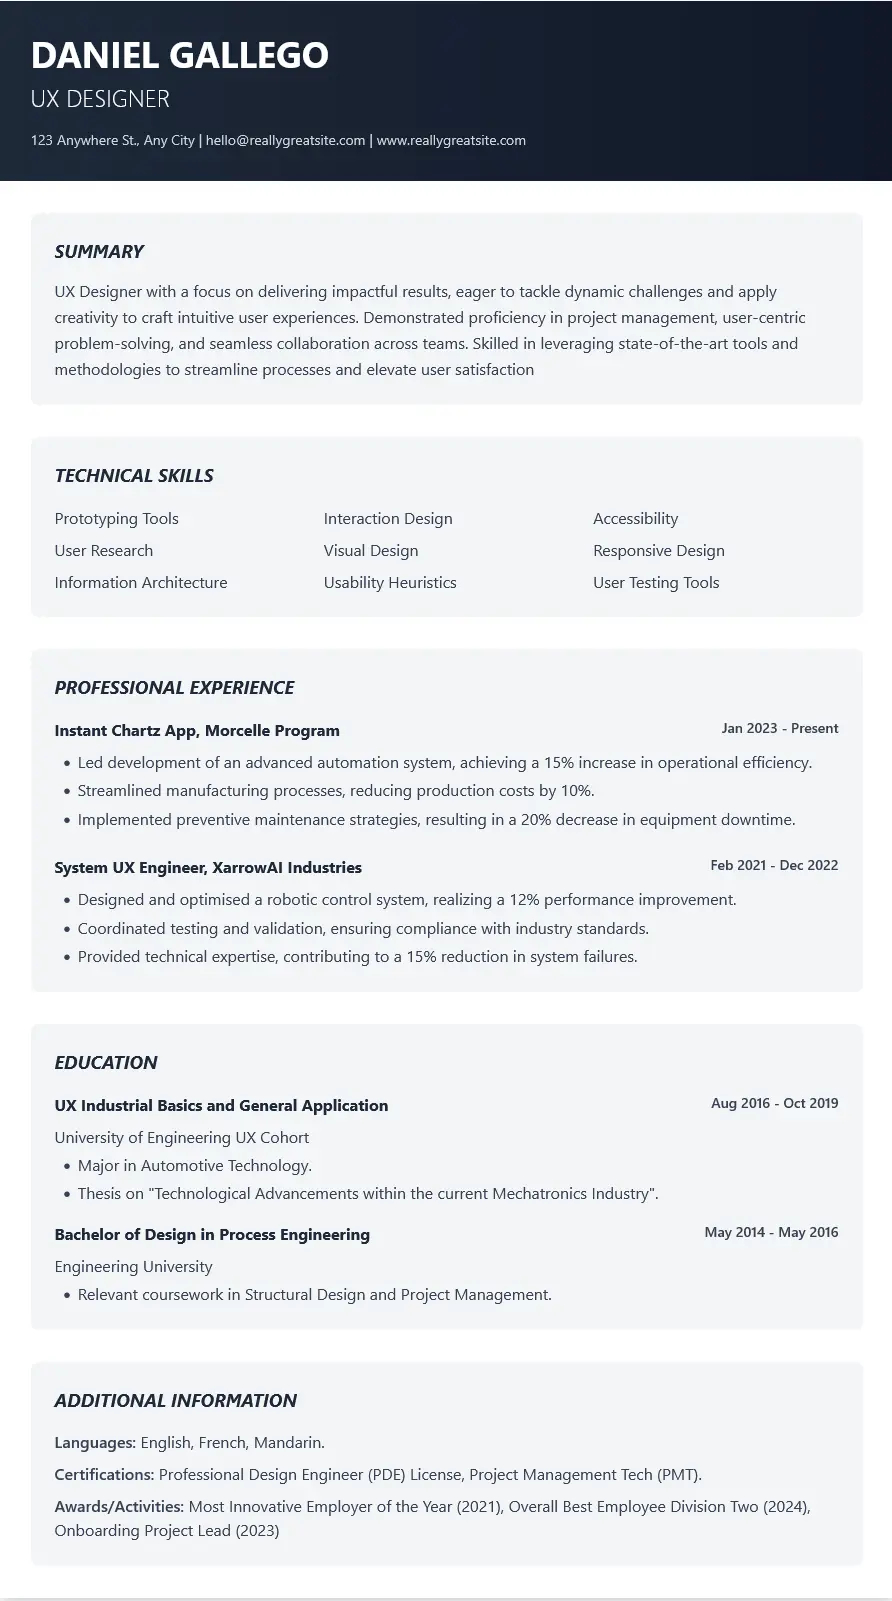 DANIEL GALLEGO
UX DESIGNER
123 Anywhere St., Any City | hello@reallygreatsite.com | www.reallygreatsite.com
SUMMARY
UX Designer with a focus on delivering impactful results, eager to tackle dynamic challenges and apply
creativity to craft intuitive user experiences. Demonstrated proficiency in project management, user-centric
problem-solving, and seamless collaboration across teams. Skilled in leveraging state-of-the-art tools and
methodologies to streamline processes and elevate user satisfaction
TECHNICAL SKILLS
Prototyping Tools Interaction Design Accessibility
User Research Visual Design Responsive Design
Information Architecture Usability Heuristics User Testing Tools
PROFESSIONAL EXPERIENCE
Instant Chartz App, Morcelle Program Jan 2023 - Present
• Led development of an advanced automation system, achieving a 15% increase in operational efficiency.
• Streamlined manufacturing processes, reducing production costs by 10%.
• Implemented preventive maintenance strategies, resulting in a 20% decrease in equipment downtime.
System UX Engineer, XarrowAI Industries Feb 2021 - Dec 2022
• Designed and optimised a robotic control system, realizing a 12% performance improvement.
• Coordinated testing and validation, ensuring compliance with industry standards.
• Provided technical expertise, contributing to a 15% reduction in system failures.
EDUCATION
UX Industrial Basics and General Application Aug 2016 - Oct 2019
University of Engineering UX Cohort
• Major in Automotive Technology.
• Thesis on "Technological Advancements within the current Mechatronics Industry".
Bachelor of Design in Process Engineering May 2014 - May 2016
Engineering University
• Relevant coursework in Structural Design and Project Management.
ADDITIONAL INFORMATION
Languages: English, French, Mandarin.
Certifications: Professional Design Engineer (PDE) License, Project Management Tech (PMT).
Awards/Activities: Most Innovative Employer of the Year (2021), Overall Best Employee Division Two (2024),
Onboarding Project Lead (2023)